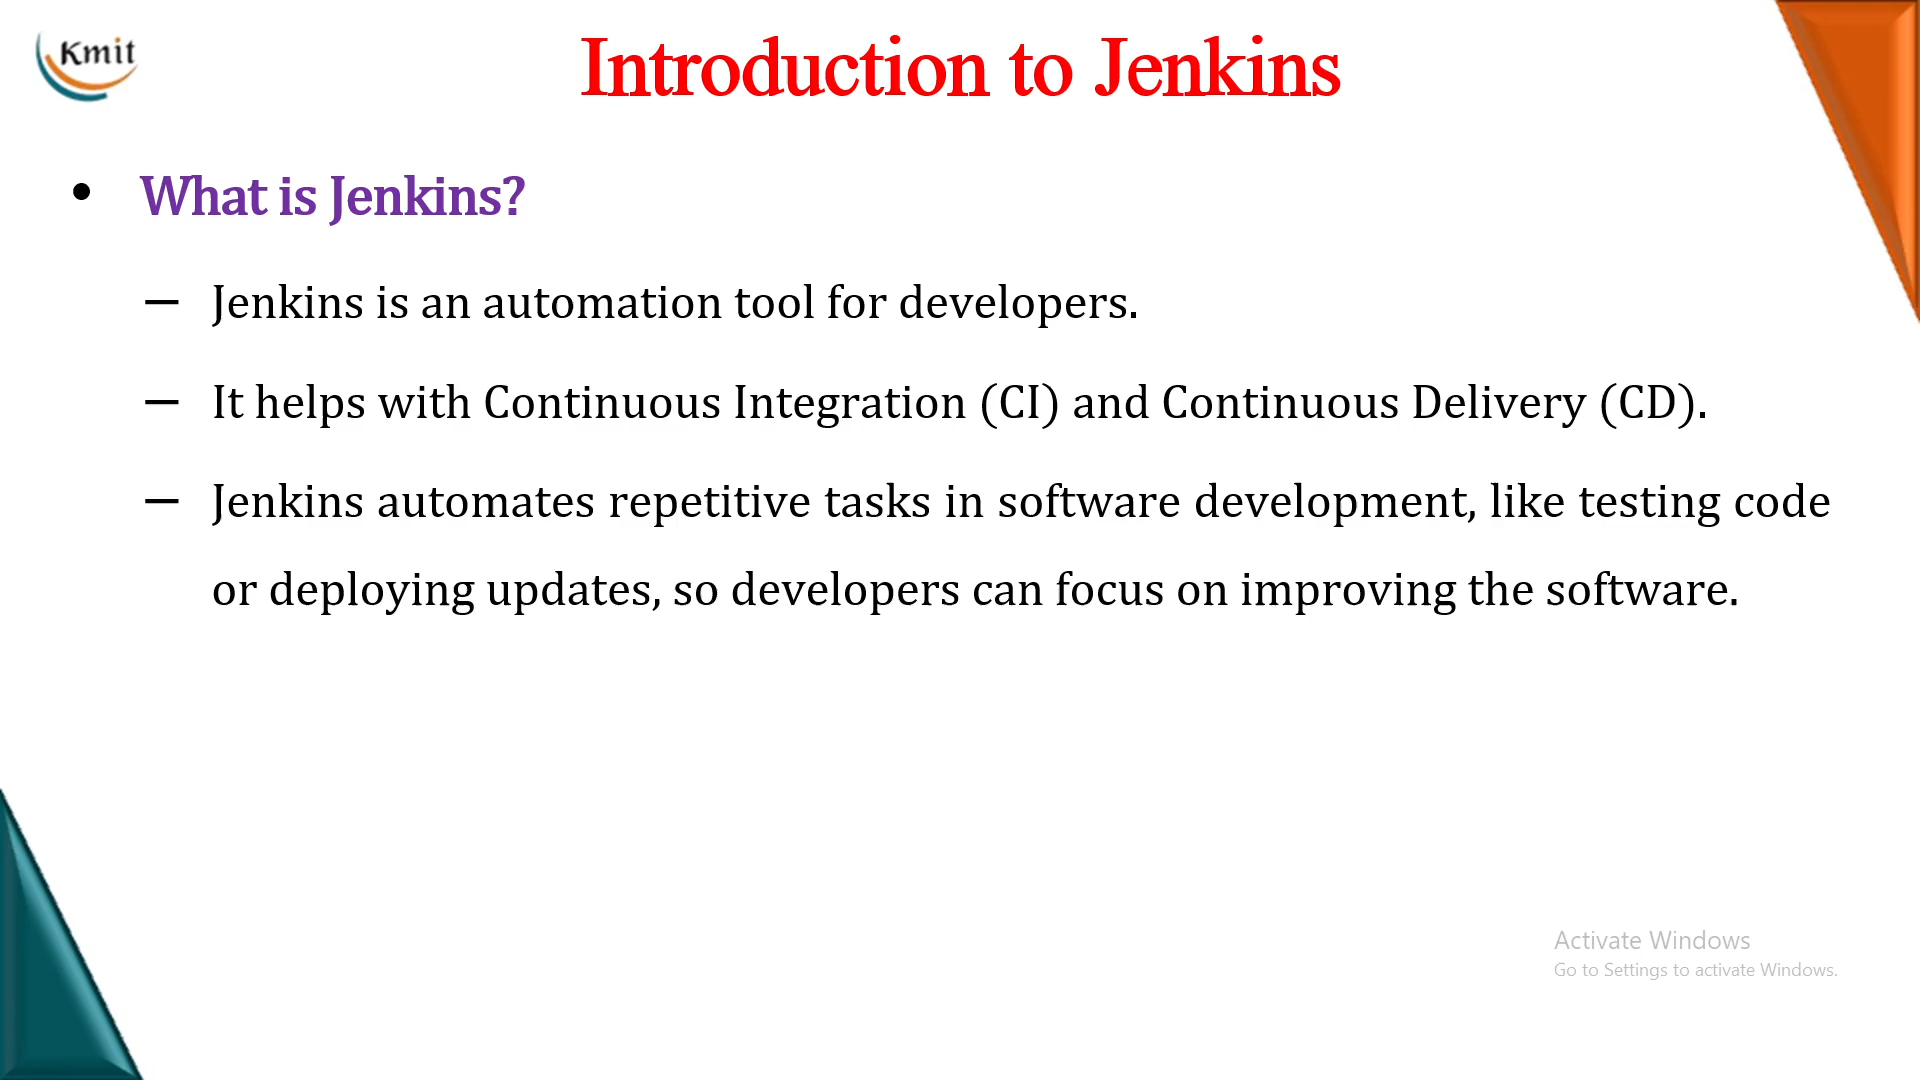 Kmit
Introduction to Jenkins
• What is Jenkins?
– Jenkins is an automation tool for developers.
– It helps with Continuous Integration (CI) and Continuous Delivery (CD).
– Jenkins automates repetitive tasks in software development, like testing code
or deploying updates, so developers can focus on improving the software.
Activate Windows
Go to Settings to activate Windows.